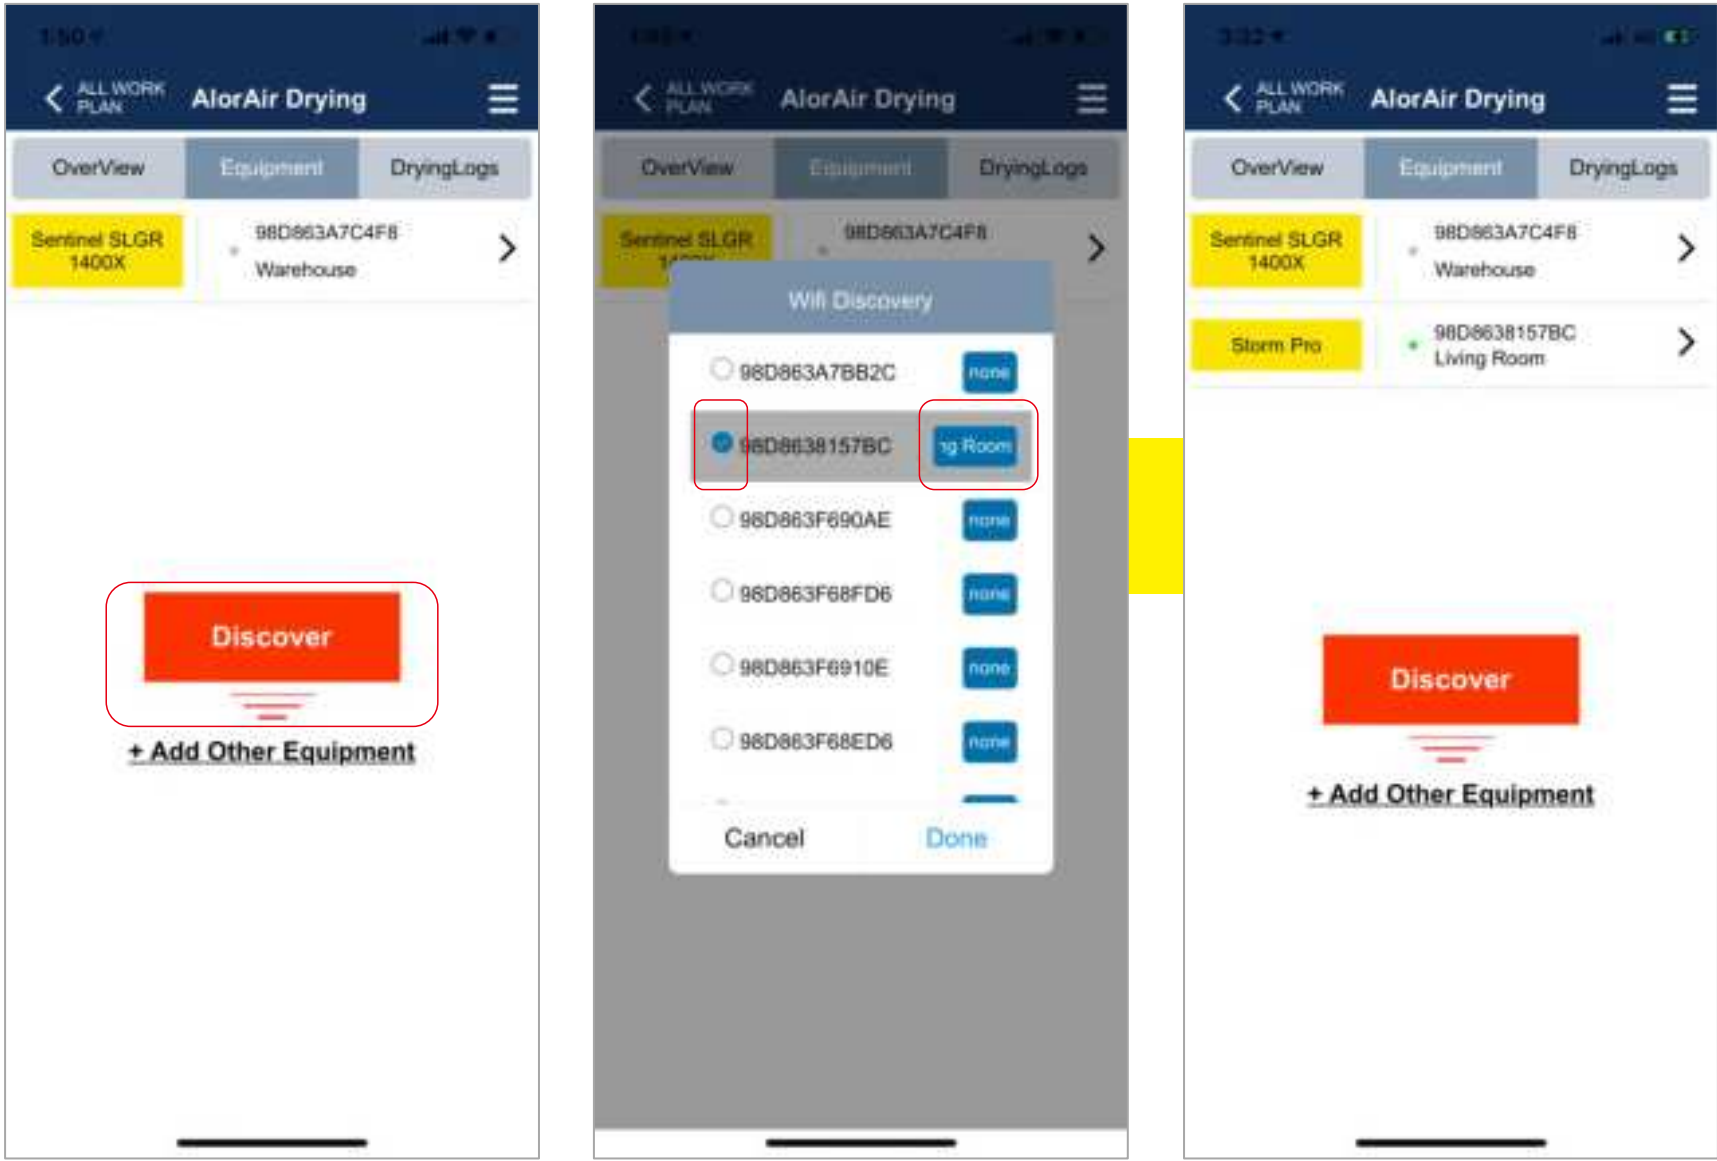 1:50
ALL WORK
PLAN
AlorAir Drying
OverView
Equipment
DryingLogs
Sentinel SLGR
1400X
98D863A7C4F8
Warehouse
Discover
+ Add Other Equipment
ALL WORK
PLAN
AlorAir Drying
OverView
Equipment
DryingLogs
Sentinel SLGR
98D863A7C4F8
Wifi Discovery
98D863A7BB2C
none
98D8638157BC
ng Room
98D863F690AE
none
98D863F68FD6
none
98D863F6910E
none
98D863F68ED6
none
Cancel
Done
ALL WORK
PLAN
AlorAir Drying
OverView
Equipment
DryingLogs
Sentinel SLGR
1400X
98D863A7C4F8
Warehouse
Storm Pro
98D8638157BC
Living Room
Discover
+ Add Other Equipment